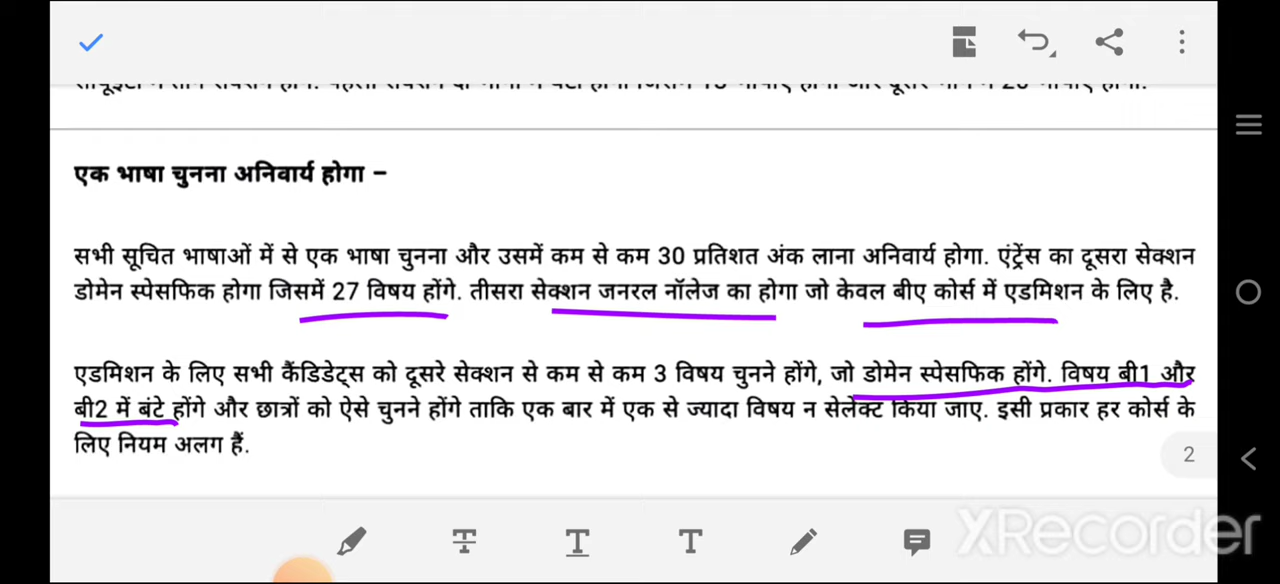 एक भाषा चुनना अनिवार्य होगा –
सभी सूचित भाषाओं में से एक भाषा चुनना और उसमें कम से कम 30 प्रतिशत अंक लाना अनिवार्य होगा. एंट्रेंस का दूसरा सेक्शन
डोमेन स्पेसफिक होगा जिसमें 27 विषय होंगे. तीसरा सेक्शन जनरल नॉलेज का होगा जो केवल बीए कोर्स में एडमिशन के लिए है.
एडमिशन के लिए सभी कैंडिडेट्स को दूसरे सेक्शन से कम से कम 3 विषय चुनने होंगे, जो डोमेन स्पेसफिक होंगे. विषय बी1 और
बी2 में बंटे होंगे और छात्रों को ऐसे चुनने होंगे ताकि एक बार में एक से ज्यादा विषय न सेलेक्ट किया जाए. इसी प्रकार हर कोर्स के
लिए नियम अलग हैं.
2
T T T
XRecorder